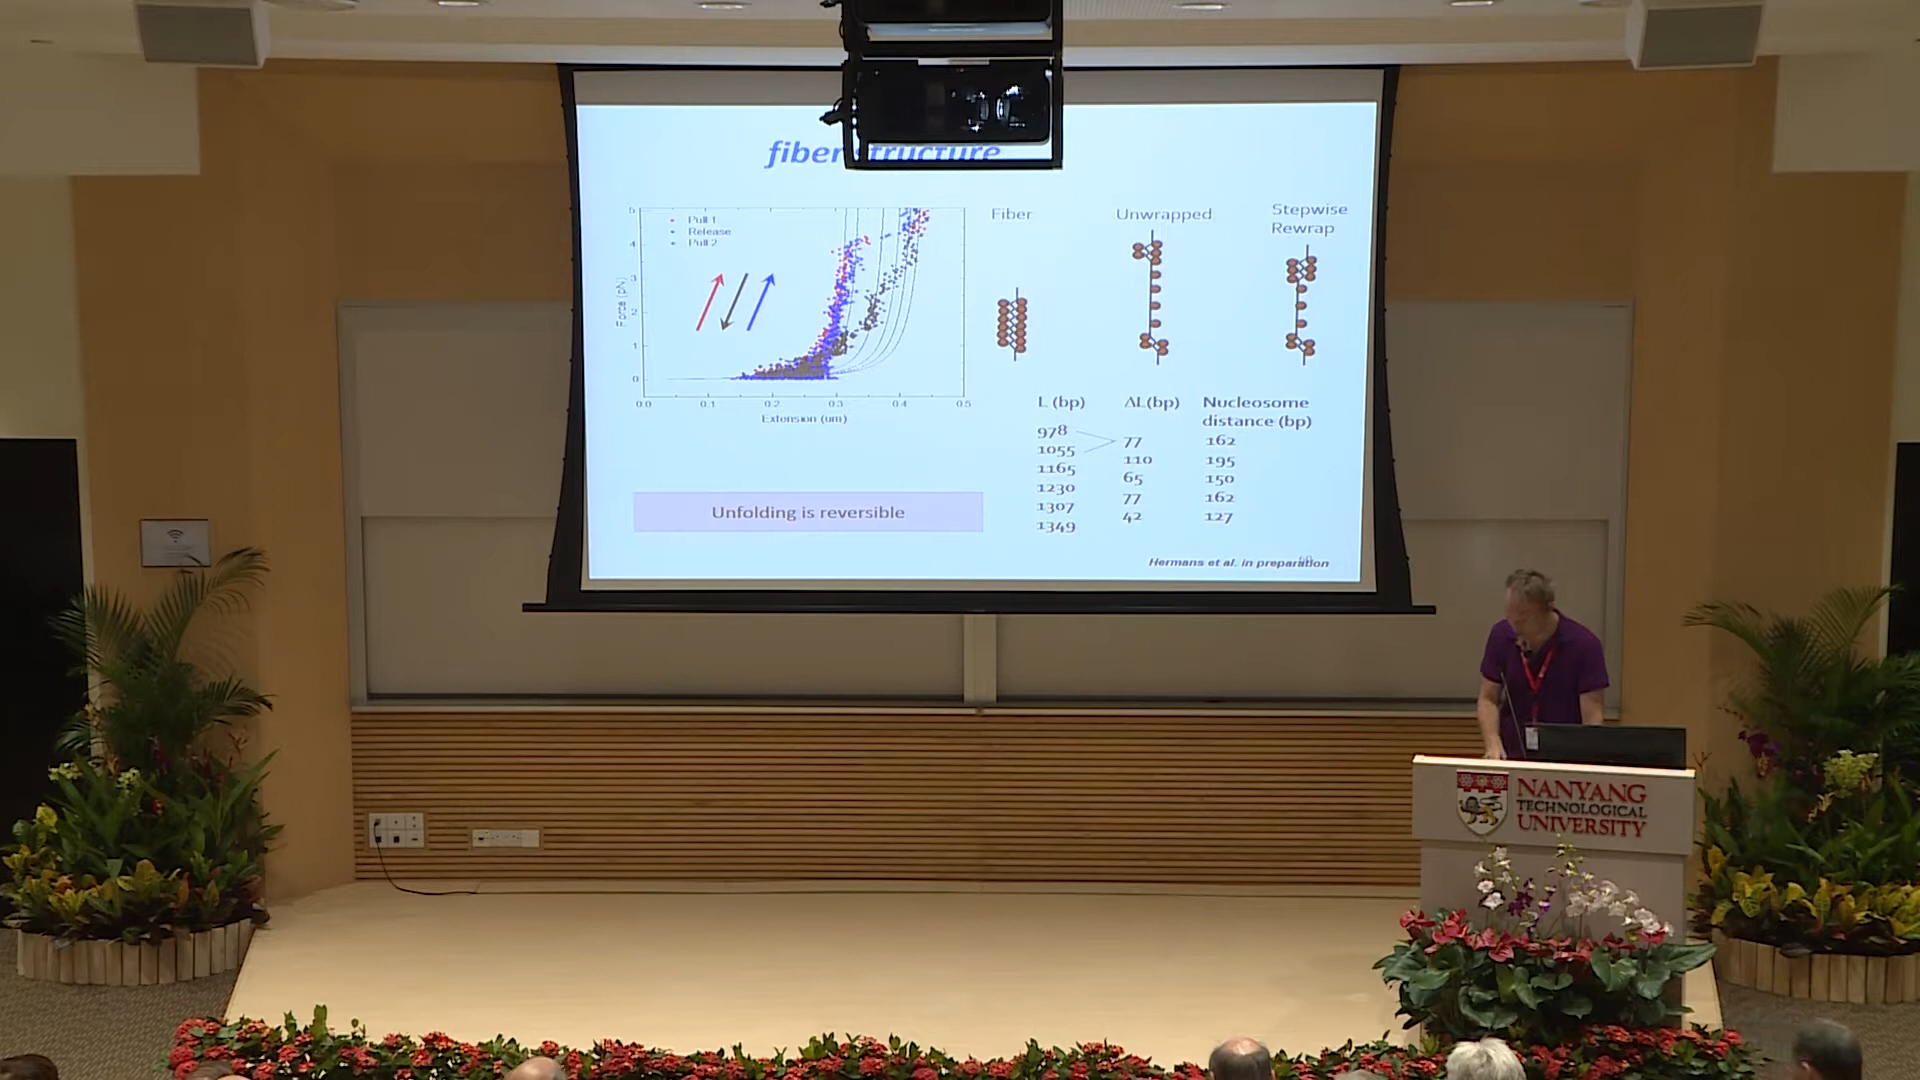 fiber structure
Pull 1
Release
Pull 2
5
4
3
2
1
0
Force (pN)
0.0 0.1 0.2 0.3 0.4 0.5
Extension (um)
Unfolding is reversible
Fiber
Unwrapped
Stepwise
Rewrap
L (bp) ΔL(bp) Nucleosome
distance (bp)
978
77 162
1055
110 195
1165
65 150
1230
77 162
1307
42 127
1349
Hermans et al. in preparation
NANYANG
TECHNOLOGICAL
UNIVERSITY